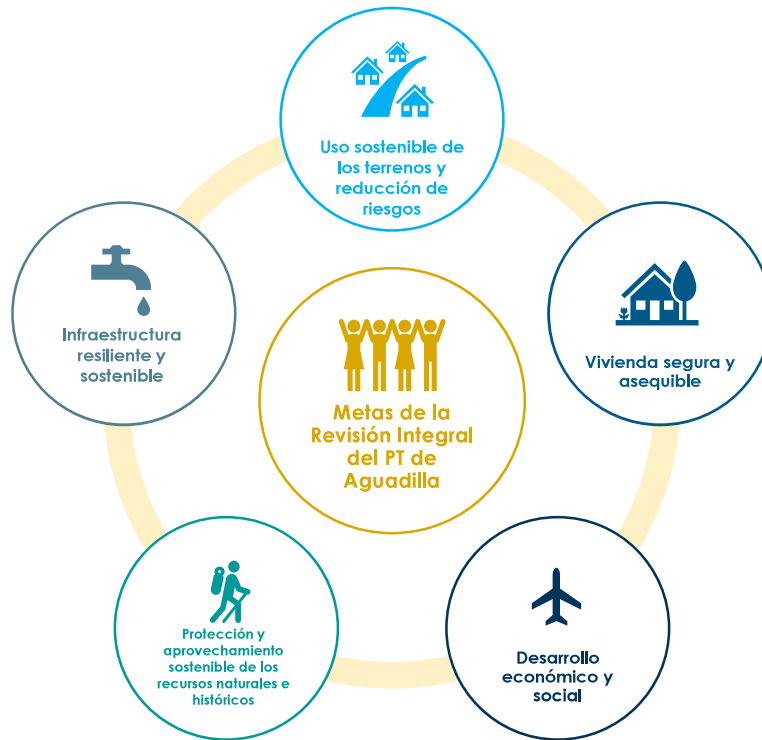 Uso sostenible de
los terrenos y
reducción de
riesgos
Infraestructura
resiliente y
sostenible
Vivienda segura y
asequible
Metas de la
Revisión Integral
del PT de
Aguadilla
Protección y
aprovechamiento
sostenible de los
recursos naturales e
históricos
Desarrollo
económico y
social